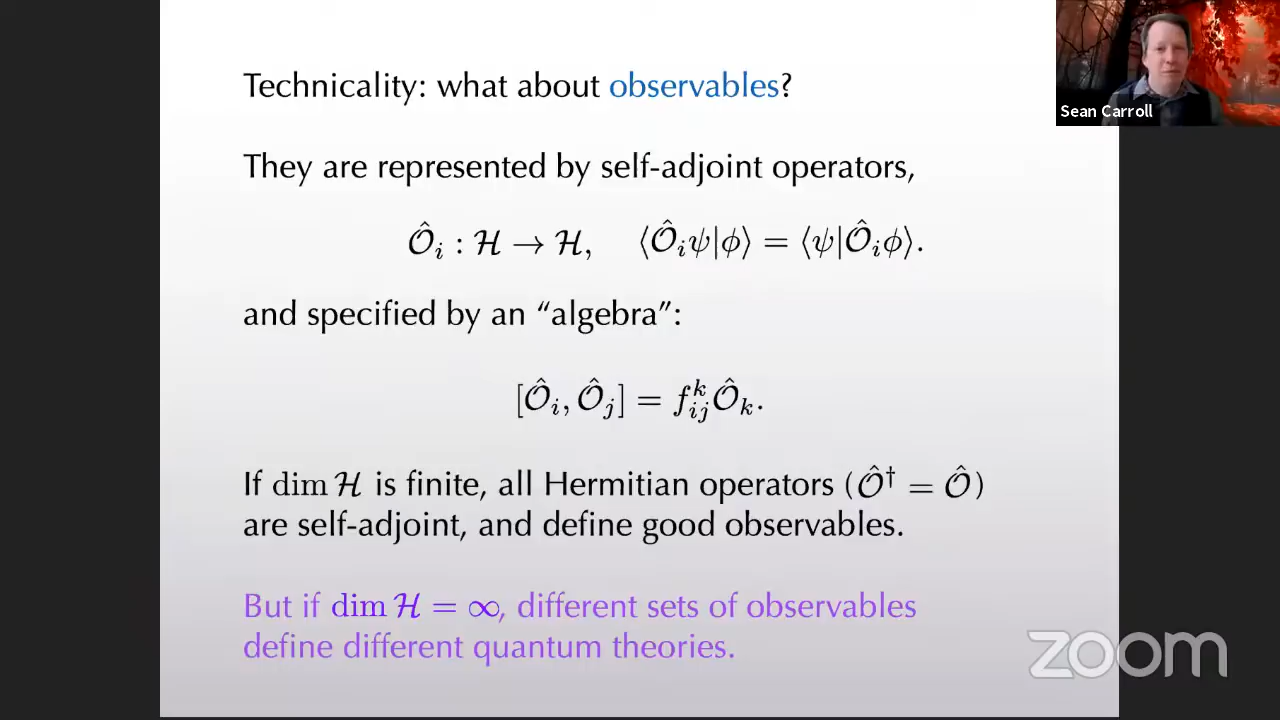 Technicality: what about observables?
Sean Carroll
They are represented by self-adjoint operators,
Ô_i : ℋ → ℋ, ⟨Ô_iψ|ϕ⟩ = ⟨ψ|Ô_iϕ⟩.
and specified by an “algebra”:
[Ô_i, Ô_j] = f_{ij}^k Ô_k.
If dim ℋ is finite, all Hermitian operators (Ô† = Ô)
are self-adjoint, and define good observables.
But if dim ℋ = ∞, different sets of observables
define different quantum theories.
zoom